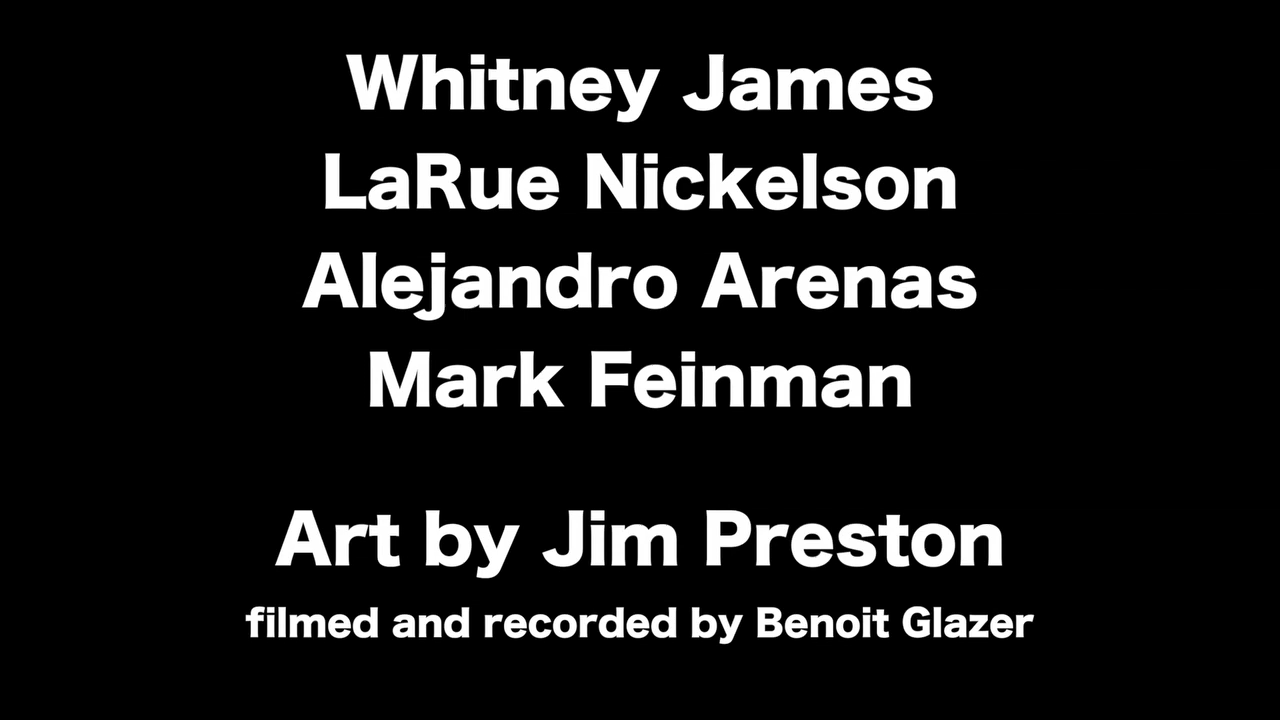 Whitney James
LaRue Nickelson
Alejandro Arenas
Mark Feinman
Art by Jim Preston
filmed and recorded by Benoit Glazer